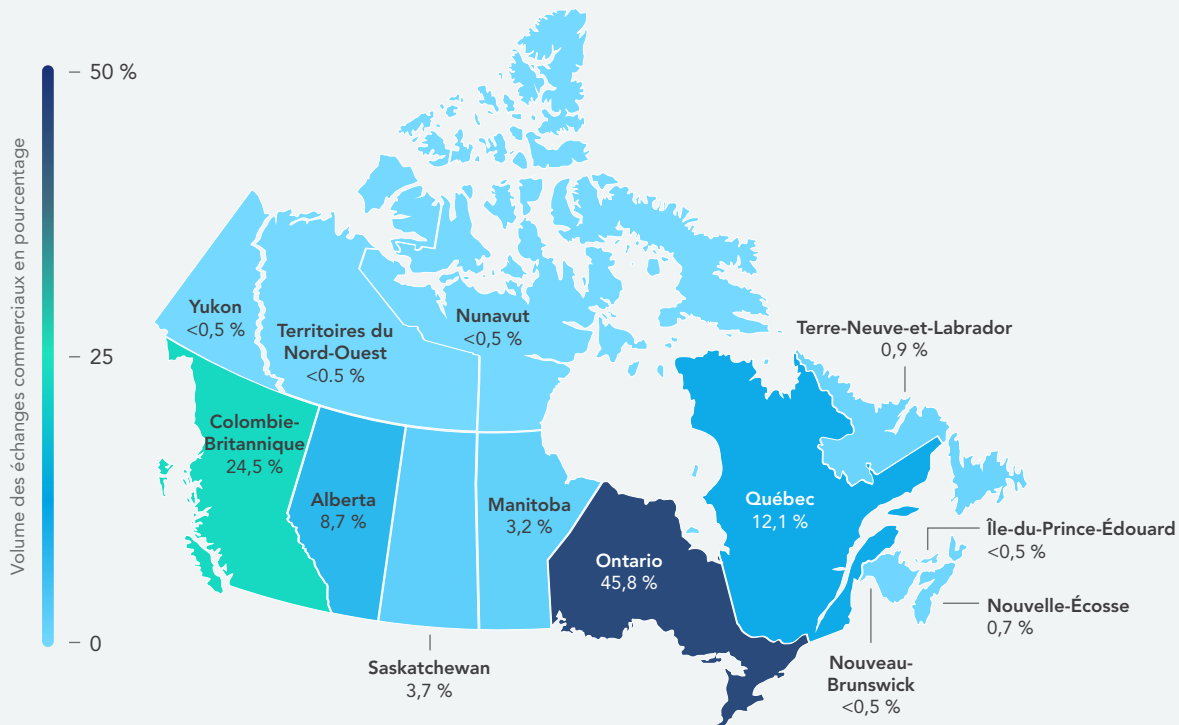 Volume des échanges commerciaux en pourcentage
50 %
25
0
Yukon
<0,5 %
Territoires du
Nord-Ouest
<0.5 %
Nunavut
<0,5 %
Terre-Neuve-et-Labrador
0,9 %
Colombie-
Britannique
24,5 %
Alberta
8,7 %
Manitoba
3,2 %
Québec
12,1 %
Ontario
45,8 %
Île-du-Prince-Édouard
<0,5 %
Nouvelle-Écosse
0,7 %
Saskatchewan
3,7 %
Nouveau-
Brunswick
<0,5 %